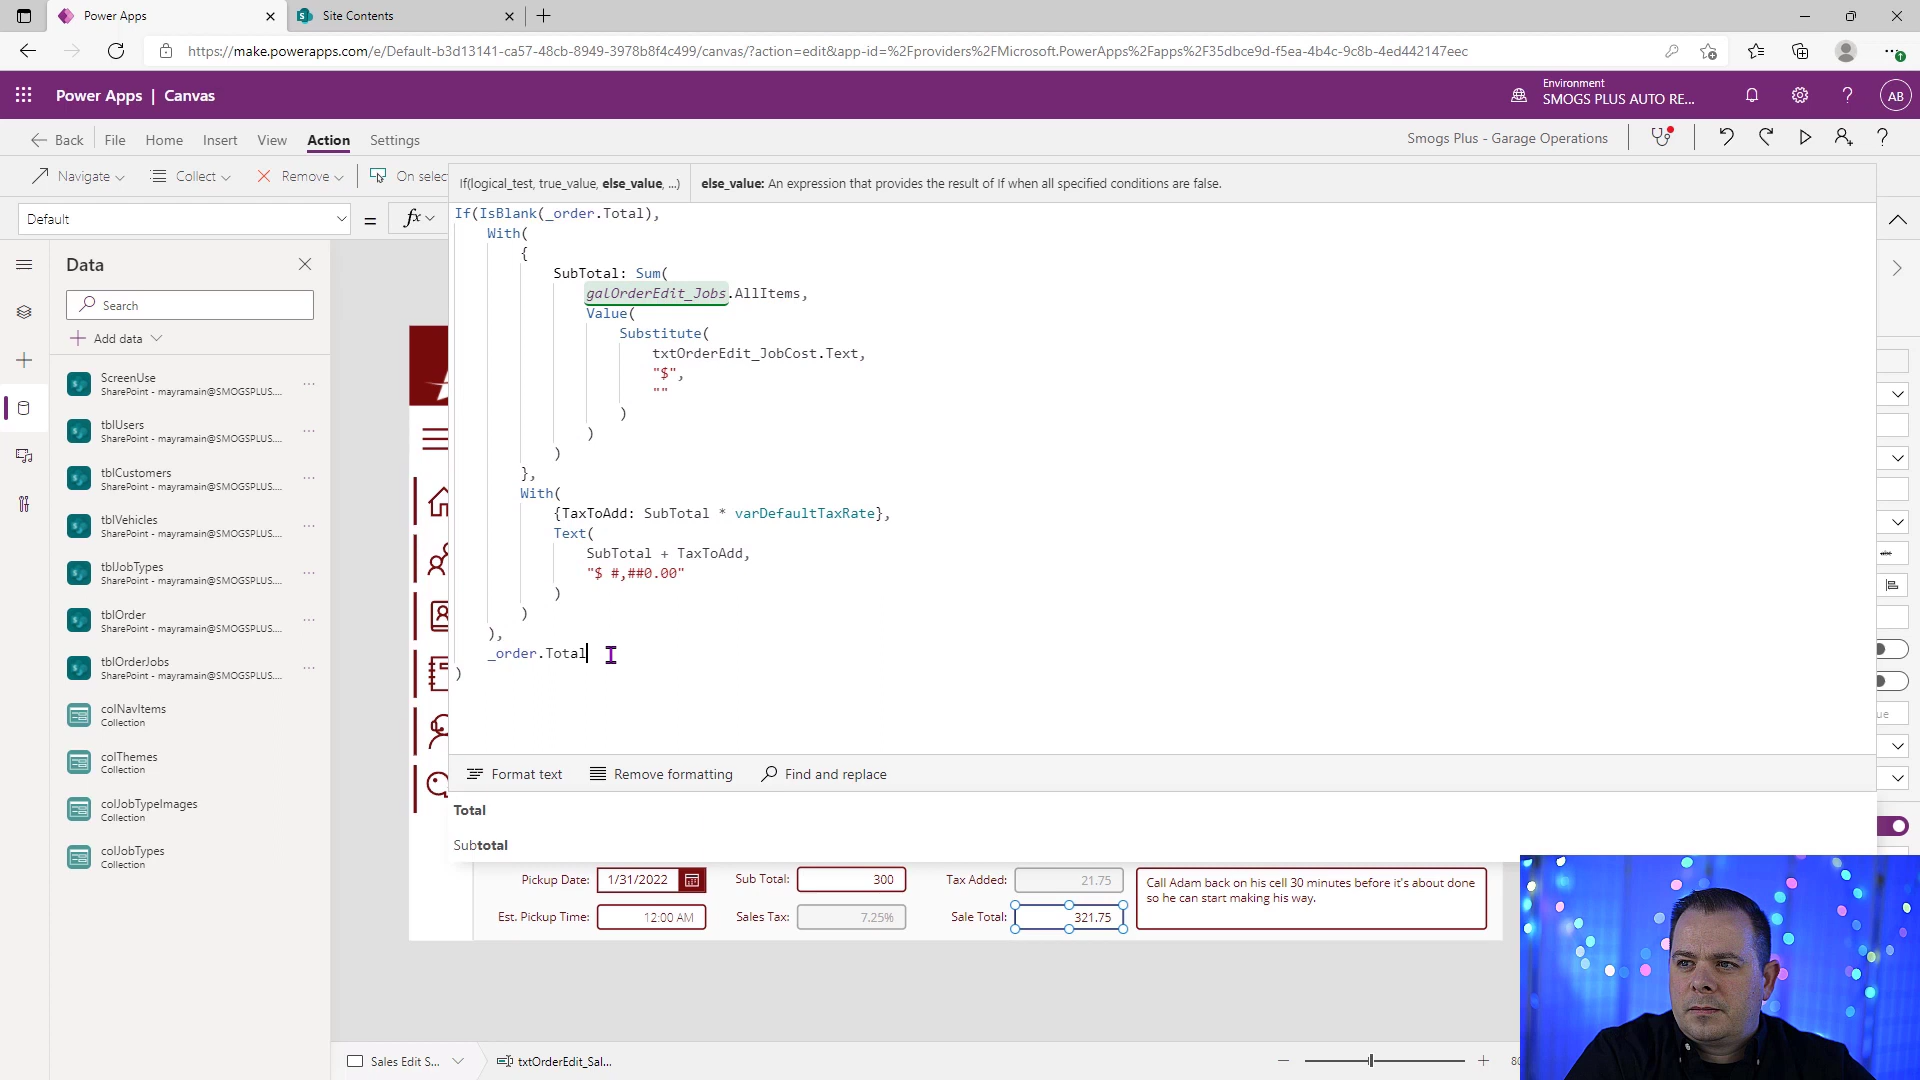 Power Apps
Site Contents
https://make.powerapps.com/e/Default-b3d13141-ca57-48cb-8949-3978b8f4c499/canvas/?action=edit&app-id=%2Fproviders%2FMicrosoft.PowerApps%2Fapps%2F35dbce9d-f5ea-4b4c-9c8b-4ed442147eec
Power Apps | Canvas
Environment
SMOGS PLUS AUTO RE...
AB
Back
File
Home
Insert
View
Action
Settings
Smogs Plus - Garage Operations
Navigate
Collect
Remove
On selec
If(logical_test, true_value, else_value, ...)
else_value: An expression that provides the result of If when all specified conditions are false.
Default
=
fx
If(IsBlank(_order.Total),
With(
{
SubTotal: Sum(
galOrderEdit_Jobs.AllItems,
Value(
Substitute(
txtOrderEdit_JobCost.Text,
"$",
""
)
)
)
},
With(
{TaxToAdd: SubTotal * varDefaultTaxRate},
Text(
SubTotal + TaxToAdd,
"$ #,##0.00"
)
)
),
_order.Total
)
Format text
Remove formatting
Find and replace
Total
Subtotal
Data
Search
Add data
ScreenUse
SharePoint - mayramain@SMOGSPLUS....
tblUsers
SharePoint - mayramain@SMOGSPLUS....
tblCustomers
SharePoint - mayramain@SMOGSPLUS....
tblVehicles
SharePoint - mayramain@SMOGSPLUS....
tblJobTypes
SharePoint - mayramain@SMOGSPLUS....
tblOrder
SharePoint - mayramain@SMOGSPLUS....
tblOrderJobs
SharePoint - mayramain@SMOGSPLUS....
colNavItems
Collection
colThemes
Collection
colJobTypeImages
Collection
colJobTypes
Collection
ue
Pickup Date: 1/31/2022
Sub Total: 300
Tax Added: 21.75
Call Adam back on his cell 30 minutes before it's about done
so he can start making his way.
Est. Pickup Time: 12:00 AM
Sales Tax: 7.25%
Sale Total: 321.75
Sales Edit S...
txtOrderEdit_Sal...